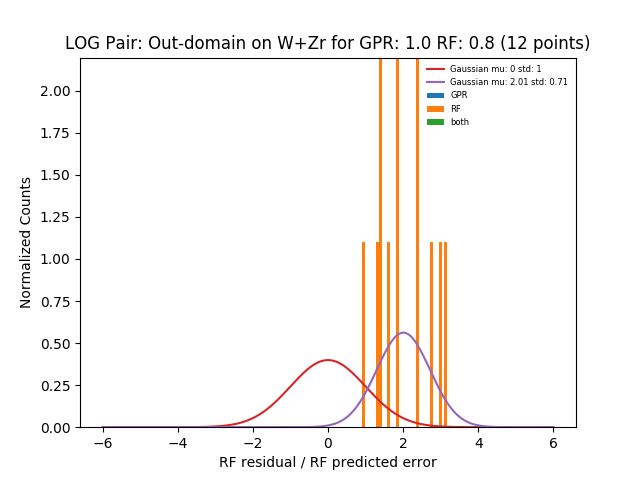 LOG Pair: Out-domain on W+Zr for GPR: 1.0 RF: 0.8 (12 points)
Gaussian mu: 0 std: 1
Gaussian mu: 2.01 std: 0.71
GPR
RF
both
Normalized Counts
2.00
1.75
1.50
1.25
1.00
0.75
0.50
0.25
0.00
−6
−4
−2
0
2
4
6
RF residual / RF predicted error